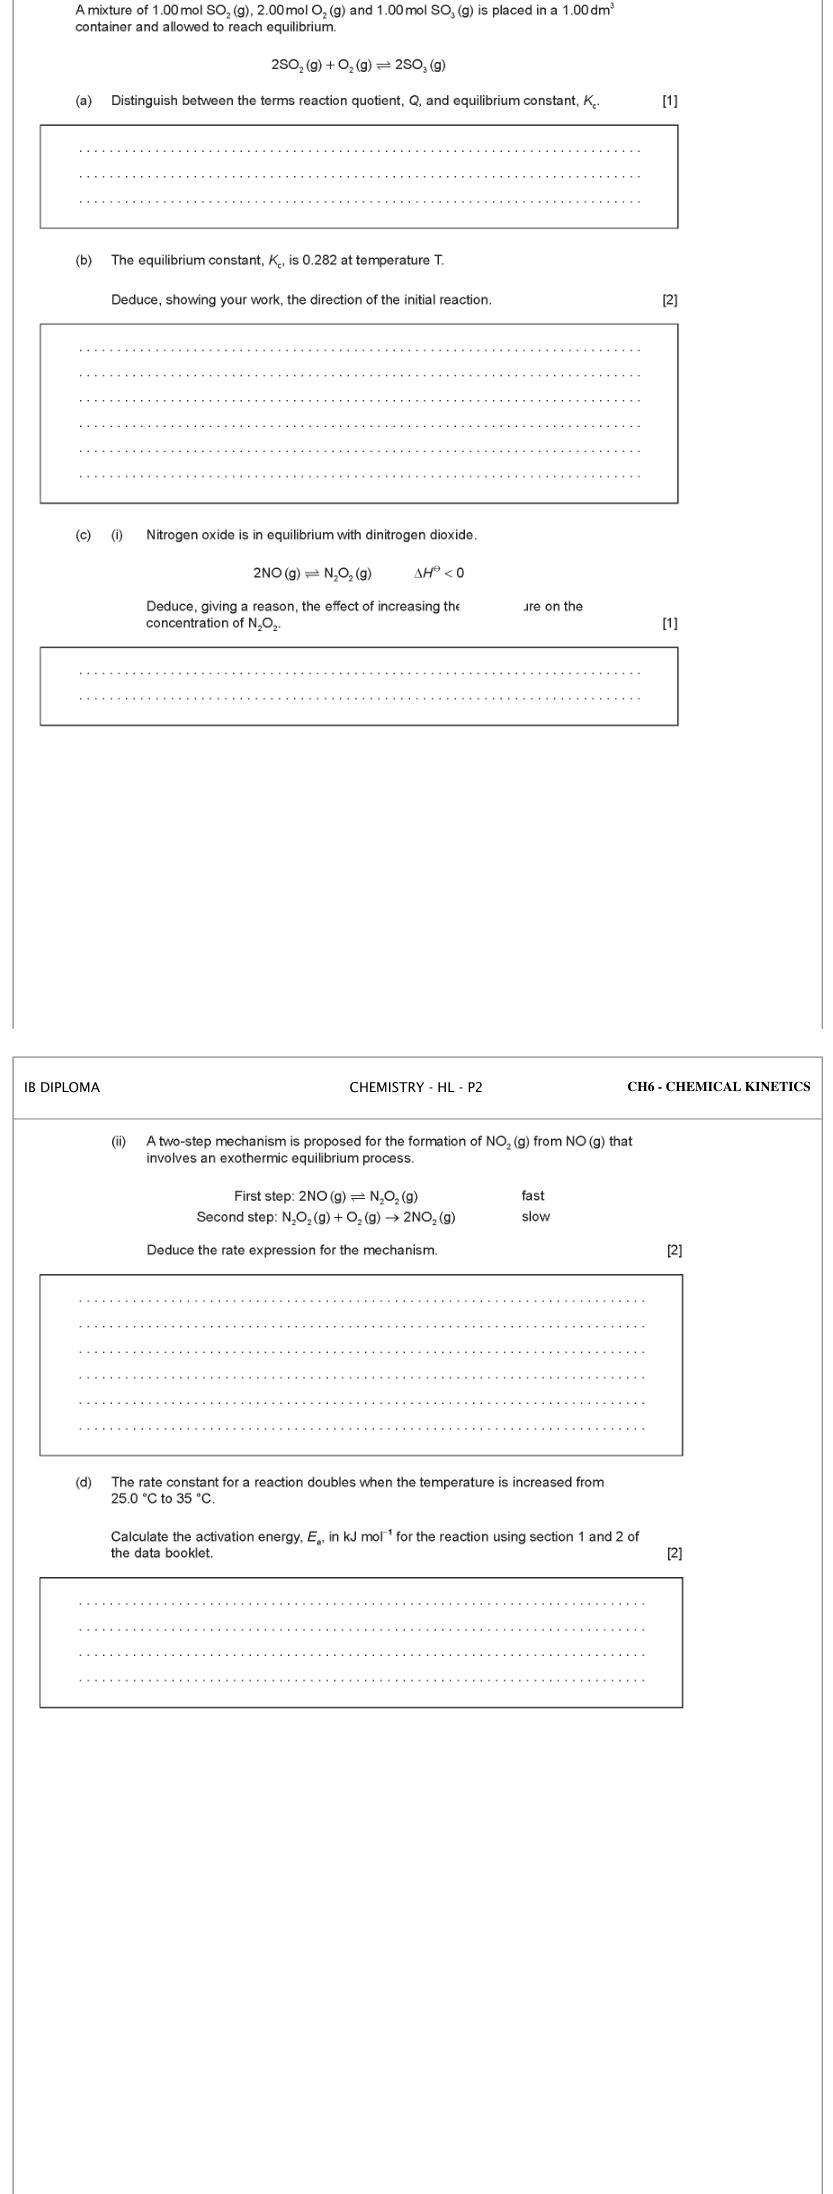 A mixture of 1.00 mol SO₂ (g), 2.00 mol O₂ (g) and 1.00 mol SO₃ (g) is placed in a 1.00 dm³
container and allowed to reach equilibrium.
2SO₂ (g) + O₂ (g) ⇌ 2SO₃ (g)
(a) Distinguish between the terms reaction quotient, Q, and equilibrium constant, K꜀. [1]
(b) The equilibrium constant, K꜀, is 0.282 at temperature T.
Deduce, showing your work, the direction of the initial reaction. [2]
(c) (i) Nitrogen oxide is in equilibrium with dinitrogen dioxide.
2NO (g) ⇌ N₂O₂ (g) ΔH⊖ < 0
Deduce, giving a reason, the effect of increasing the on the
concentration of N₂O₂. [1]
IB DIPLOMA CHEMISTRY - HL - P2 CH6 - CHEMICAL KINETICS
(ii) A two-step mechanism is proposed for the formation of NO₂ (g) from NO (g) that
involves an exothermic equilibrium process.
First step: 2NO (g) ⇌ N₂O₂ (g) fast
Second step: N₂O₂ (g) + O₂ (g) → 2NO₂ (g) slow
Deduce the rate expression for the mechanism. [2]
(d) The rate constant for a reaction doubles when the temperature is increased from
25.0 °C to 35 °C.
Calculate the activation energy, Eₐ, in kJ mol⁻¹ for the reaction using section 1 and 2 of
the data booklet. [2]